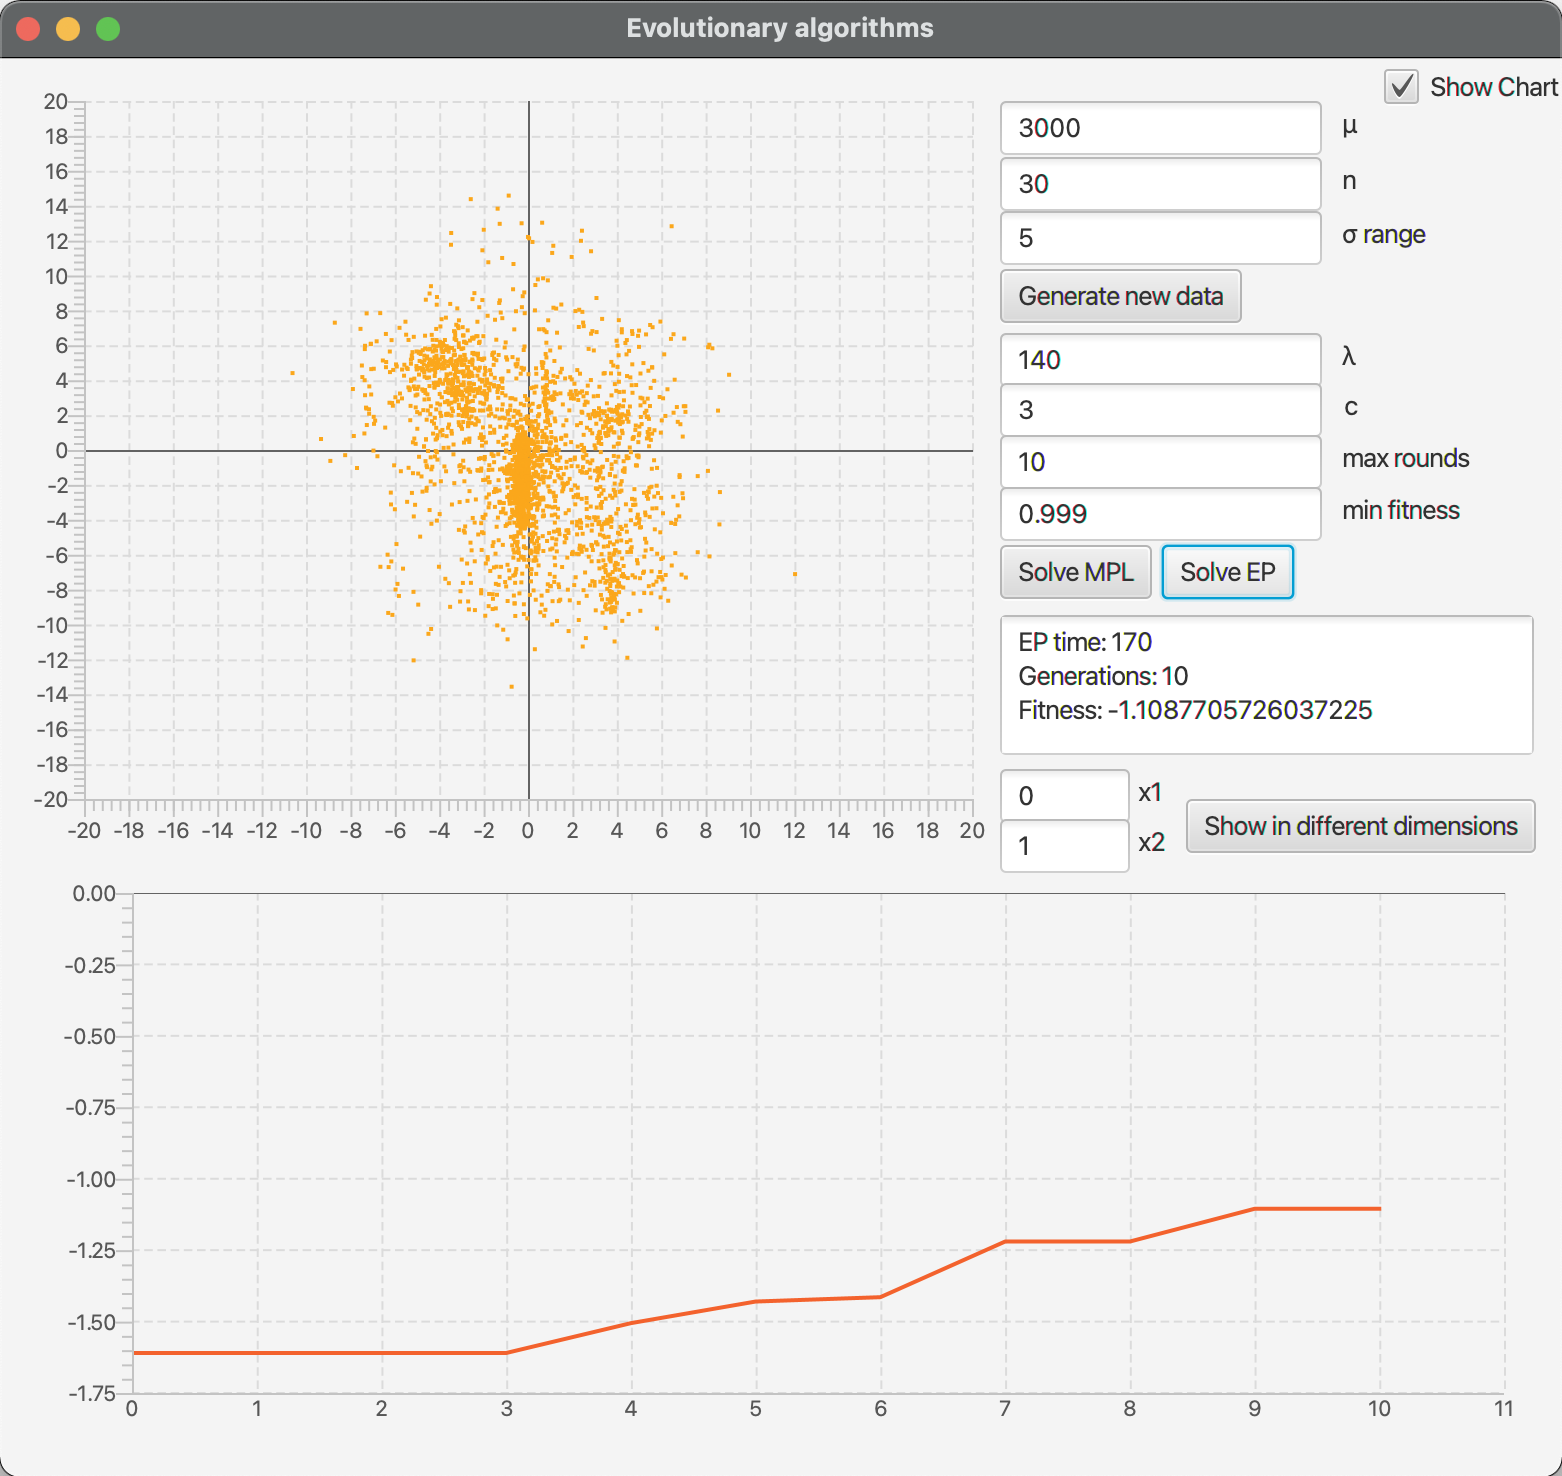 Evolutionary algorithms
Show Chart
20
18
16
14
12
10
8
6
4
2
0
-2
-4
-6
-8
-10
-12
-14
-16
-18
-20
-20 -18 -16 -14 -12 -10 -8 -6 -4 -2 0 2 4 6 8 10 12 14 16 18 20
3000 μ
30 n
5 σ range
Generate new data
140 λ
3 c
10 max rounds
0.999 min fitness
Solve MPL Solve EP
EP time: 170
Generations: 10
Fitness: -1.1087705726037225
0 x1
1 x2
Show in different dimensions
0.00
-0.25
-0.50
-0.75
-1.00
-1.25
-1.50
-1.75
0 1 2 3 4 5 6 7 8 9 10 11